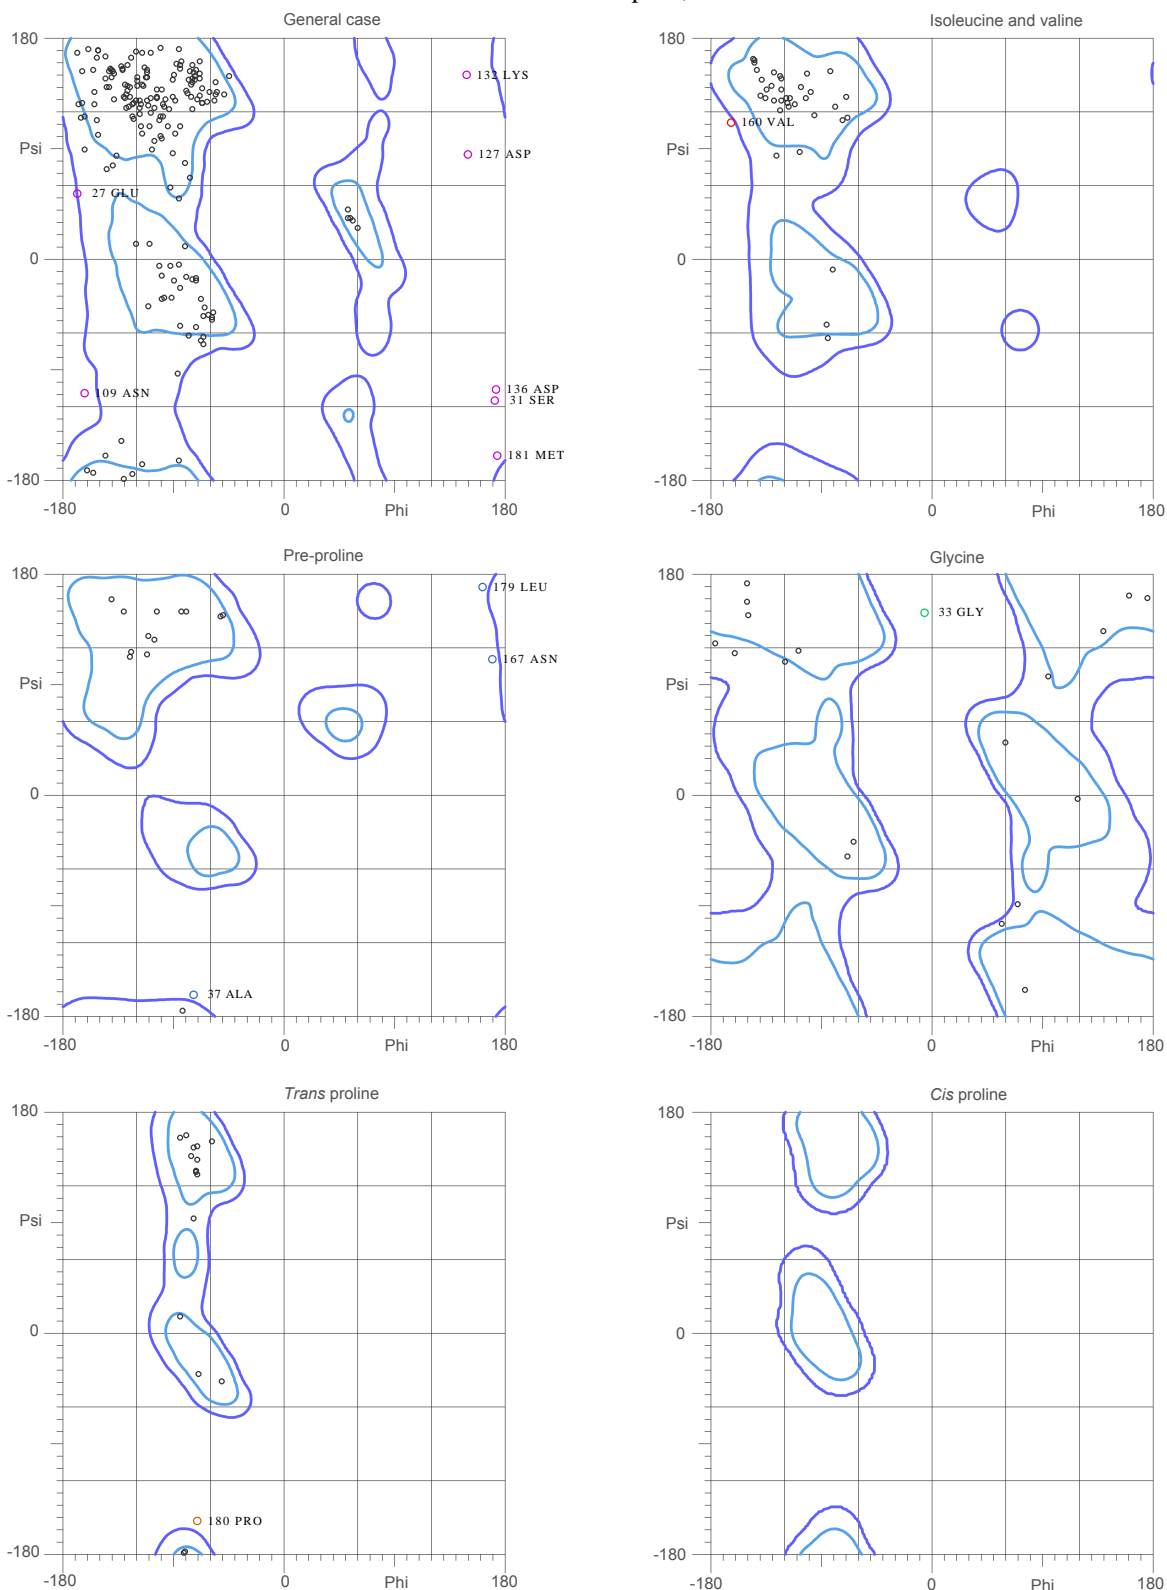 General case
180
132 LYS
127 ASP
Psi
27 GLU
0
109 ASN
136 ASP
31 SER
181 MET
-180
-180
0
Phi
180
Isoleucine and valine
180
160 VAL
Psi
0
-180
-180
0
Phi
180
Pre-proline
180
179 LEU
167 ASN
Psi
0
37 ALA
-180
-180
0
Phi
180
Glycine
180
33 GLY
Psi
0
-180
-180
0
Phi
180
Trans proline
180
Psi
0
180 PRO
-180
-180
0
Phi
180
Cis proline
180
Psi
0
-180
-180
0
Phi
180